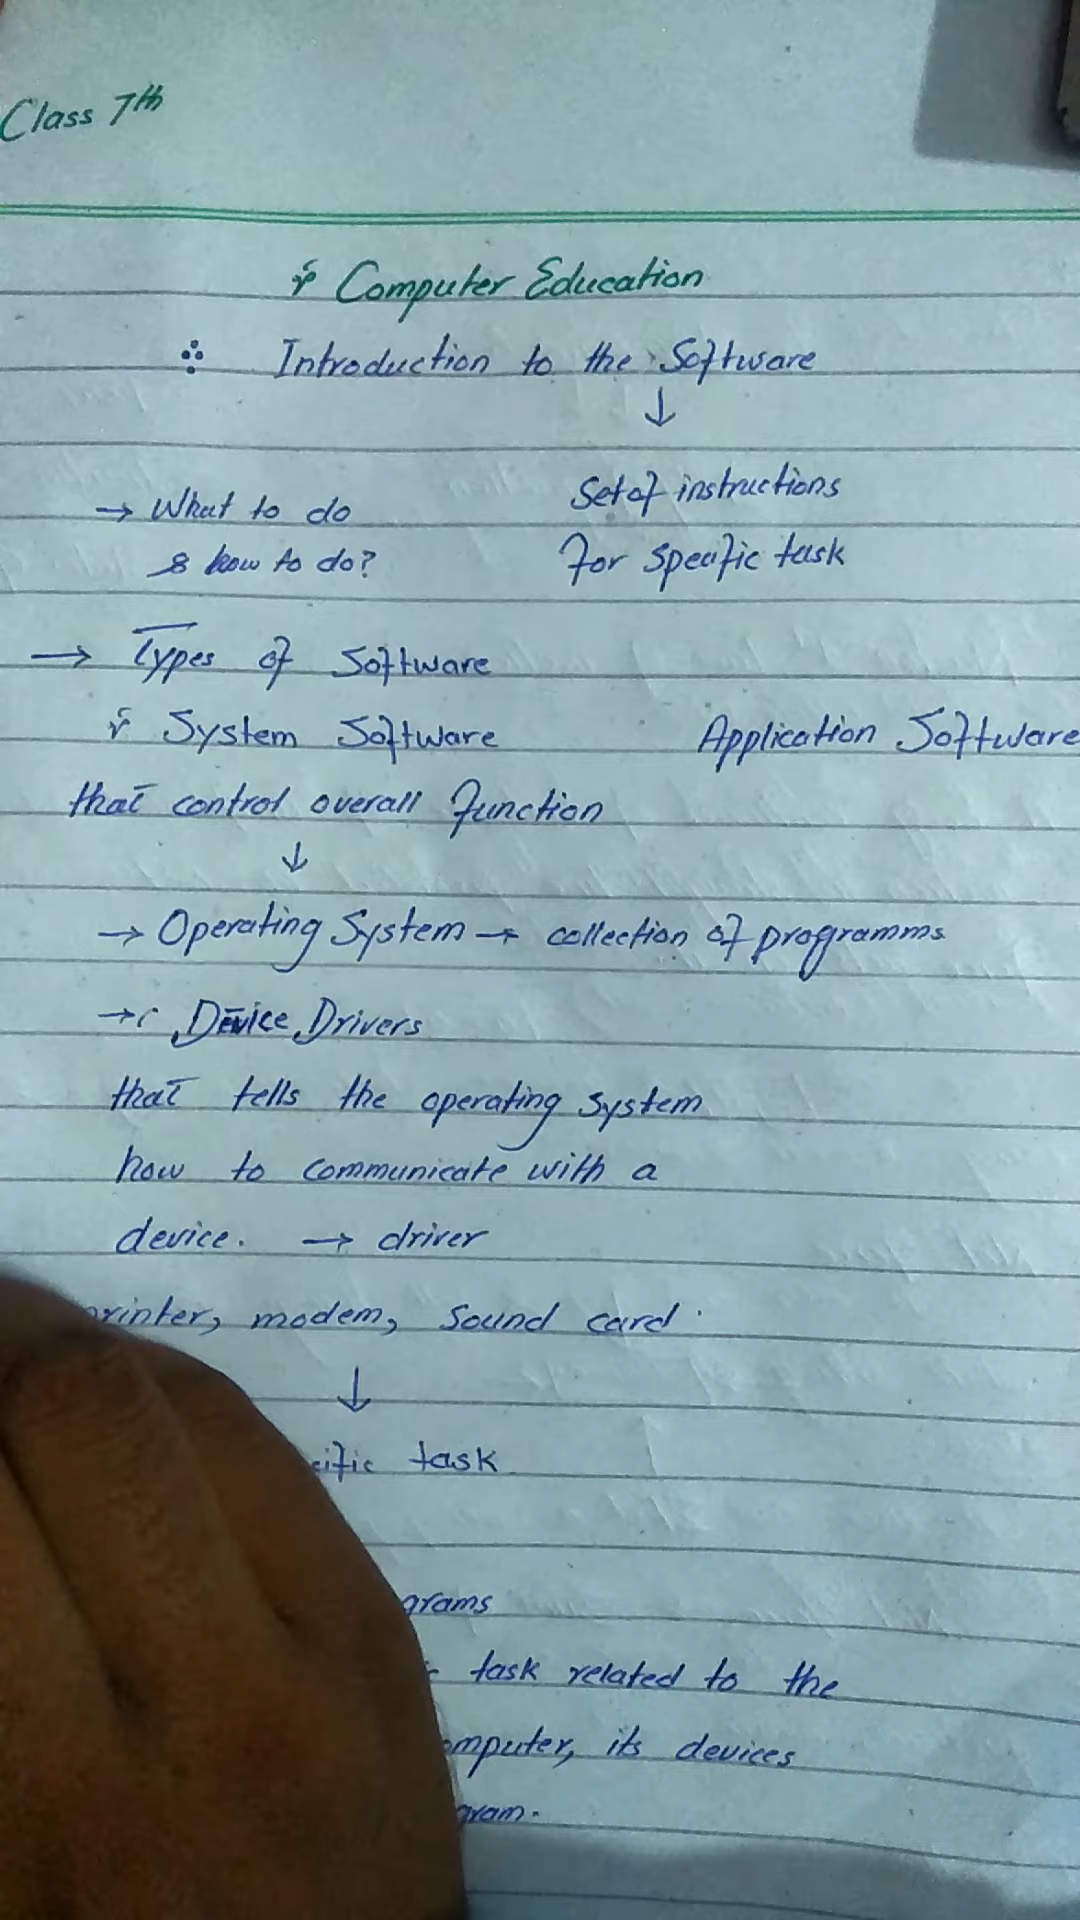 Class 7th
Computer Education
Introduction to the Software
↓
Set of instructions
→ What to do
& how to do?
for specific task
→ Types of Software
System Software Application Software
that control overall function
↓
→ Operating System → collection of programms
→ Device Drivers
that tells the operating system
how to communicate with a
device. → driver
printer, modem, Sound card.
↓
task
task related to the
its devices